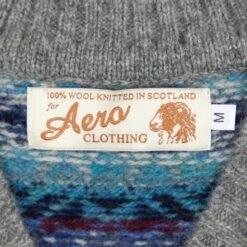 100% WOOL KNITTED IN SCOTLAND
for
Aero
CLOTHING
M